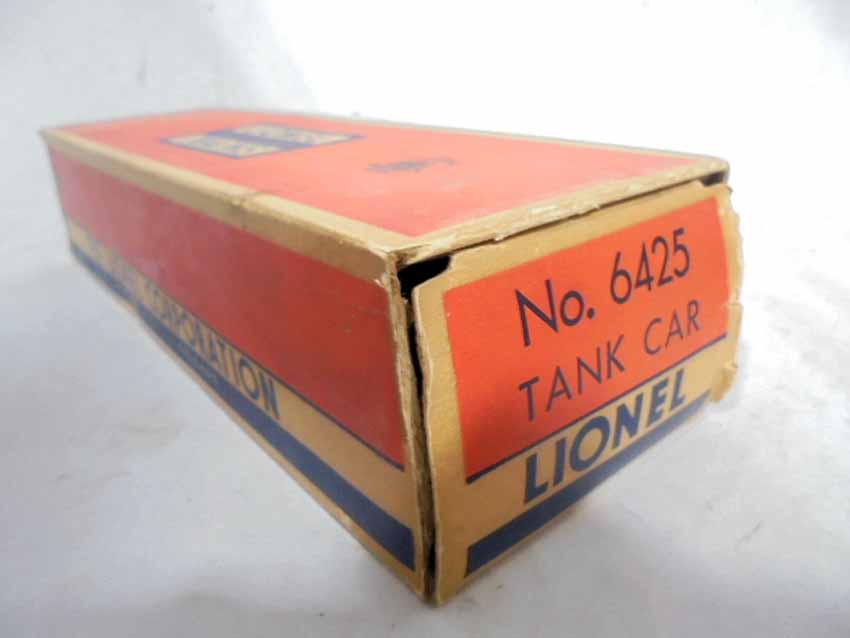 No. 6425
TANK CAR
LIONEL
CORPORATION